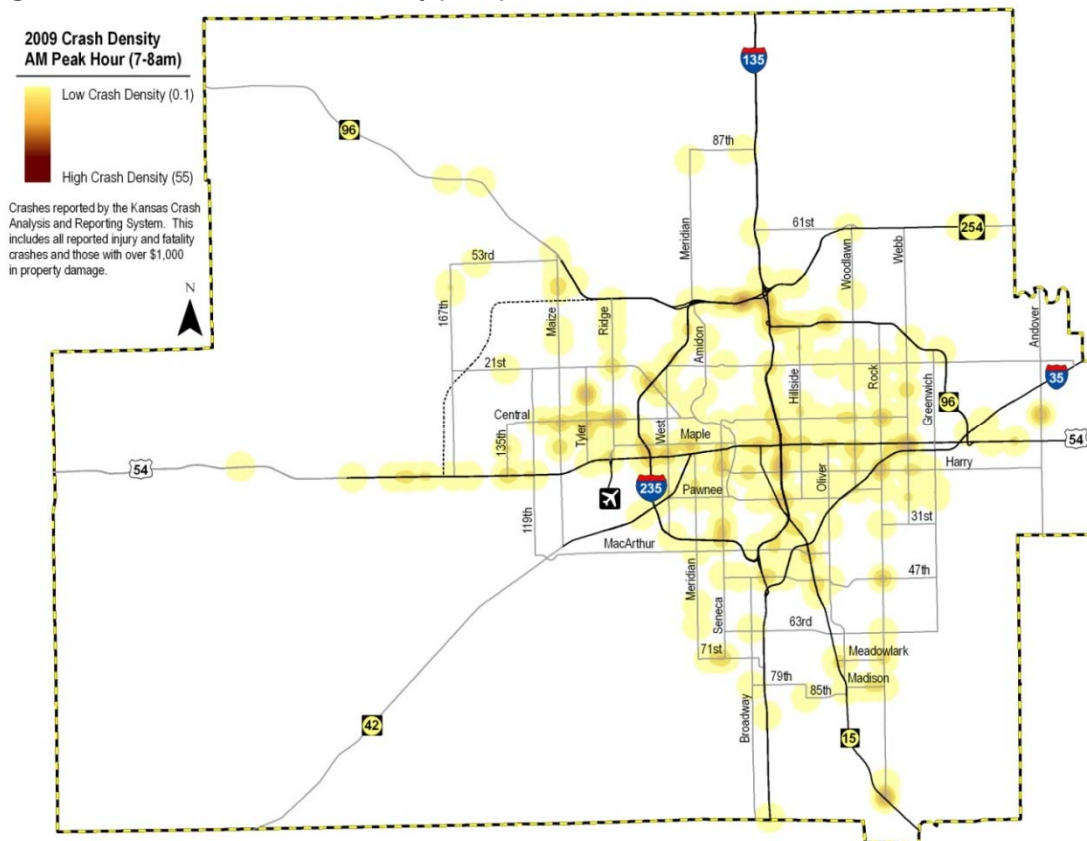 2009 Crash Density
AM Peak Hour (7-8am)
Low Crash Density (0.1)
High Crash Density (55)
Crashes reported by the Kansas Crash
Analysis and Reporting System. This
includes all reported injury and fatality
crashes and those with over $1,000
in property damage.
N
135
96
87th
Meridian
61st
254
Woodlawn
Webb
53rd
167th
Maize
Ridge
Amidon
Andover
21st
Hillside
Rock
Greenwich
35
96
Central
135th
Tyler
West
Maple
54
54
Harry
Oliver
235
Pawnee
119th
31st
MacArthur
47th
Meridian
Seneca
63rd
71st
Meadowlark
79th
Madison
85th
Broadway
42
15